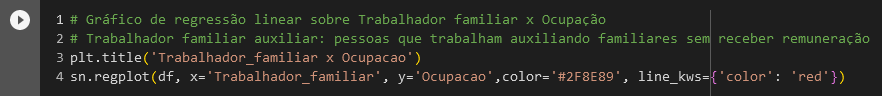 1 # Gráfico de regressão linear sobre Trabalhador familiar x Ocupação
2 # Trabalhador familiar auxiliar: pessoas que trabalham auxiliando familiares sem receber remuneração
3 plt.title('Trabalhador_familiar x Ocupacao')
4 sn.regplot(df, x='Trabalhador_familiar', y='Ocupacao',color='#2F8E89', line_kws={'color': 'red'})